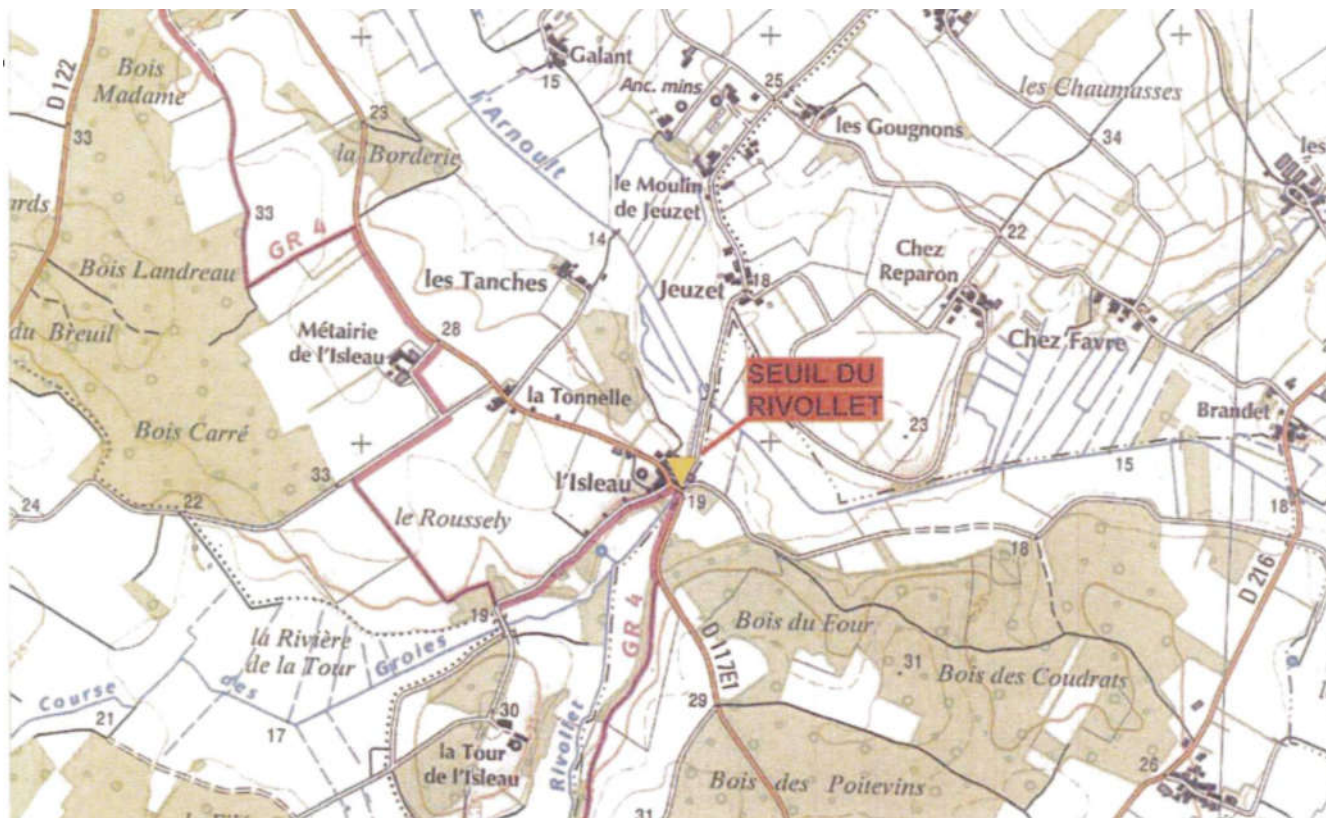 Bois
Madame
D 122
33
23
la Borderie
Galant
15
l'Arnoult
Anc. mins
25
les Gougnons
les Chaumasses
34
les
ards
33
GR 4
Bois Landreau
du Breuil
le Moulin
de Jeuzet
14
les Tanches
Jeuzet
18
Chez
Reparon
22
Chez Favre
Métairie
de l'Isleau
28
la Tonnelle
SEUIL DU
RIVOLLET
23
Brandet
Bois Carré
33
l'Isleau
19
15
18
24
22
le Roussely
18
19
la Rivière
de la Tour
Course
des
Groies
21
17
30
la Tour
de l'Isleau
Rivollet
GR 4
D117E1
29
31
Bois du Four
31
Bois des Coudrats
Bois des Poitevins
D 216
26